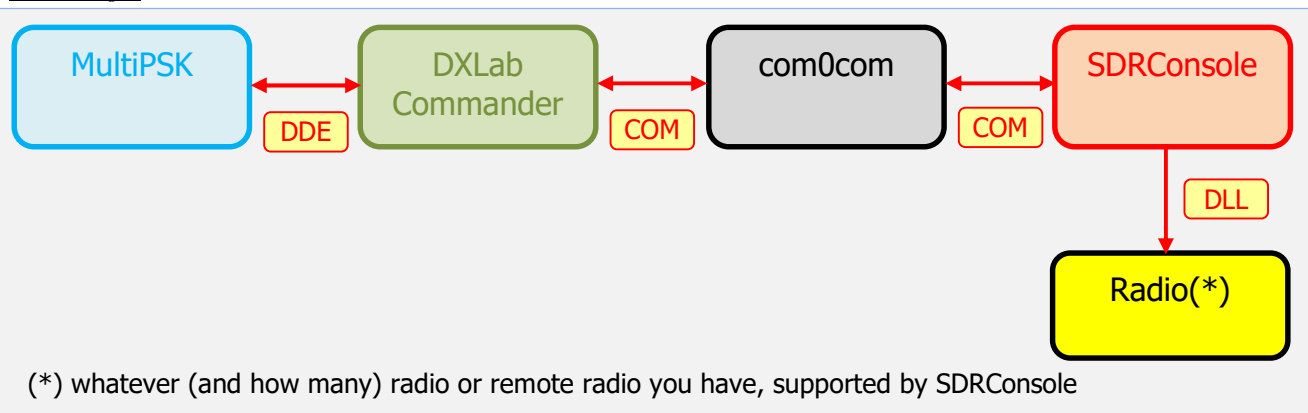 MultiPSK
DXLab
Commander
com0com
SDRConsole
DDE
COM
COM
DLL
Radio(*)
(*) whatever (and how many) radio or remote radio you have, supported by SDRConsole